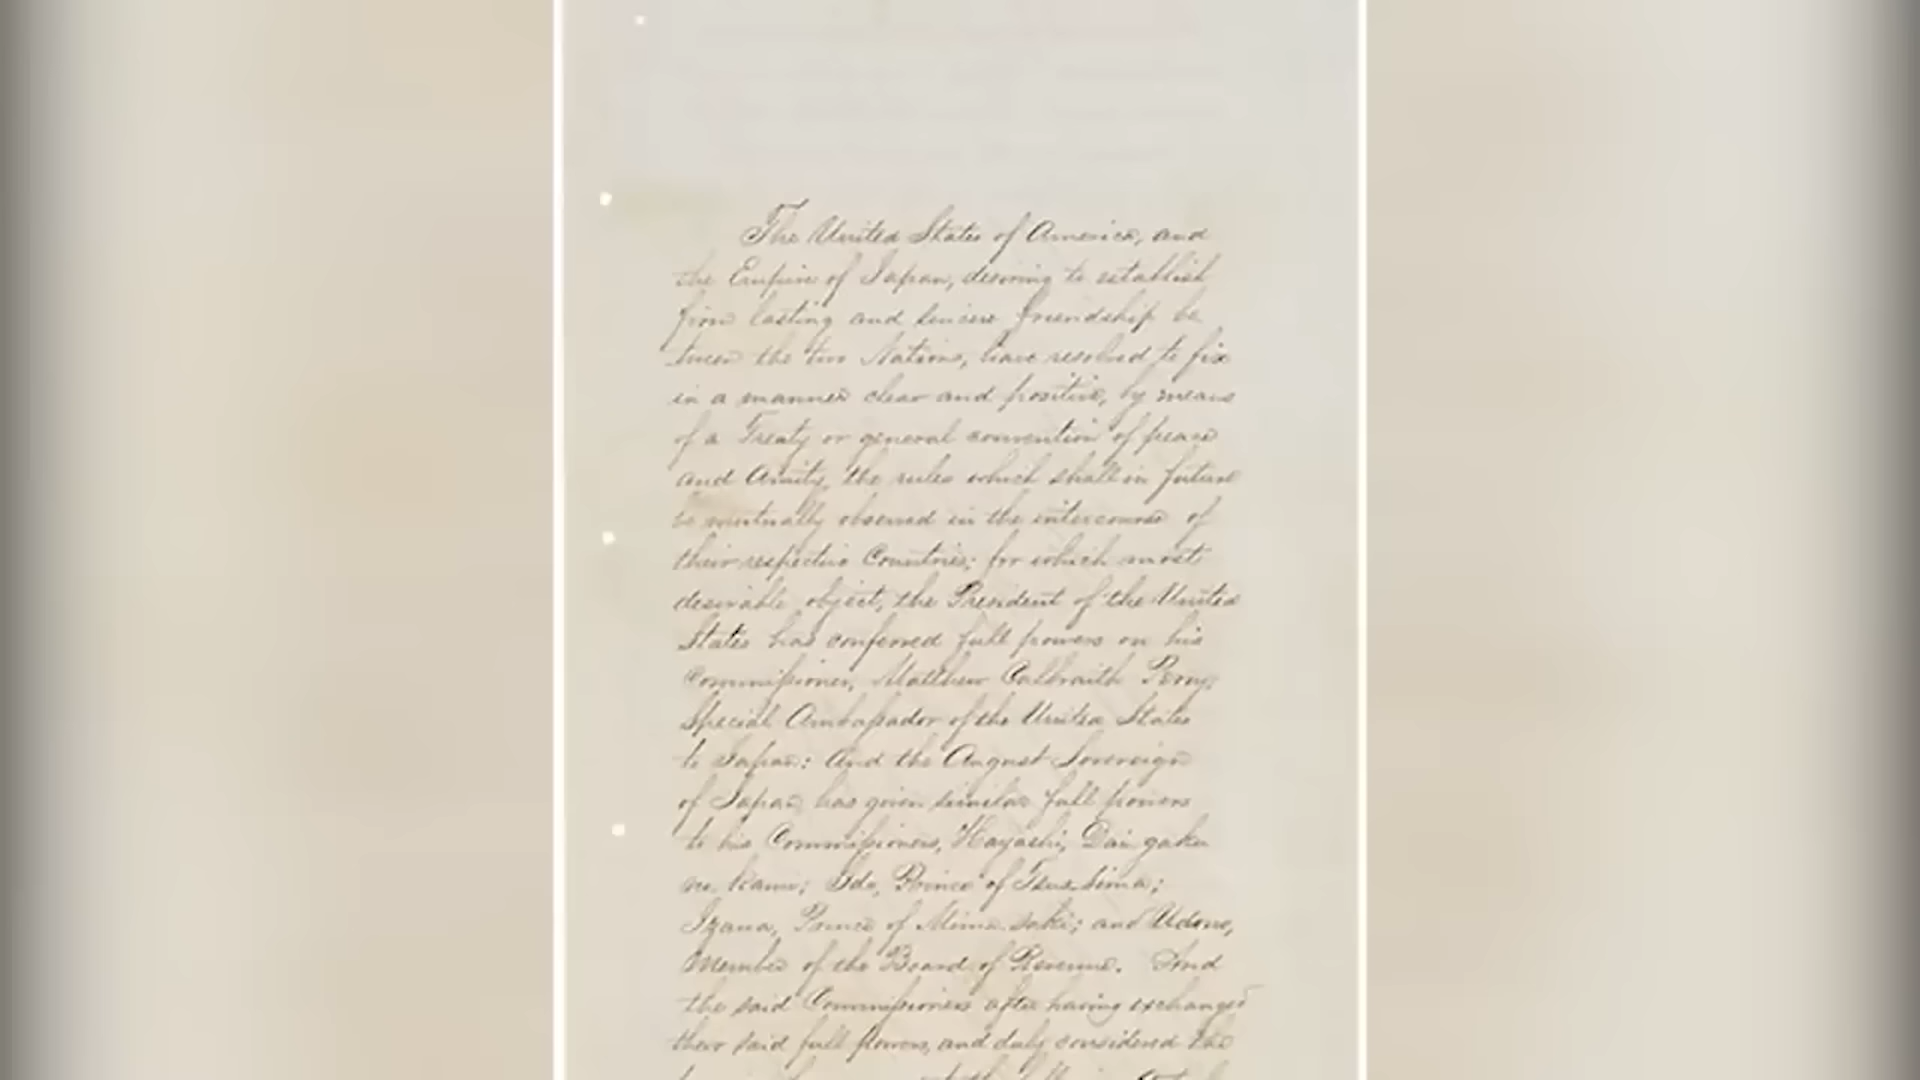 The United States of America, and
the Empire of Japan, desiring to establish
firm lasting and sincere friendship be
tween the two Nations, have resolved to fix
in a manner clear and positive, by means
of a Treaty or general convention of peace
and Amity, the rules which shall in future
be mutually observed in the intercourse of
their respective Countries; for which most
desirable object, the President of the United
States has conferred full powers on his
Commissioner, Matthew Calbraith Perry,
Special Ambassador of the United States
to Japan: And the August Sovereign
of Japan has given similar full powers
to his Commissioners, Hayashi, Dai gaku
no Kami; Ido, Prince of Tsus Sima;
Izawa, Prince of Mima saki; and Udono,
Member of the Board of Revenue. And
the said Commissioners after having exchanged
their said full powers, and duly considered the